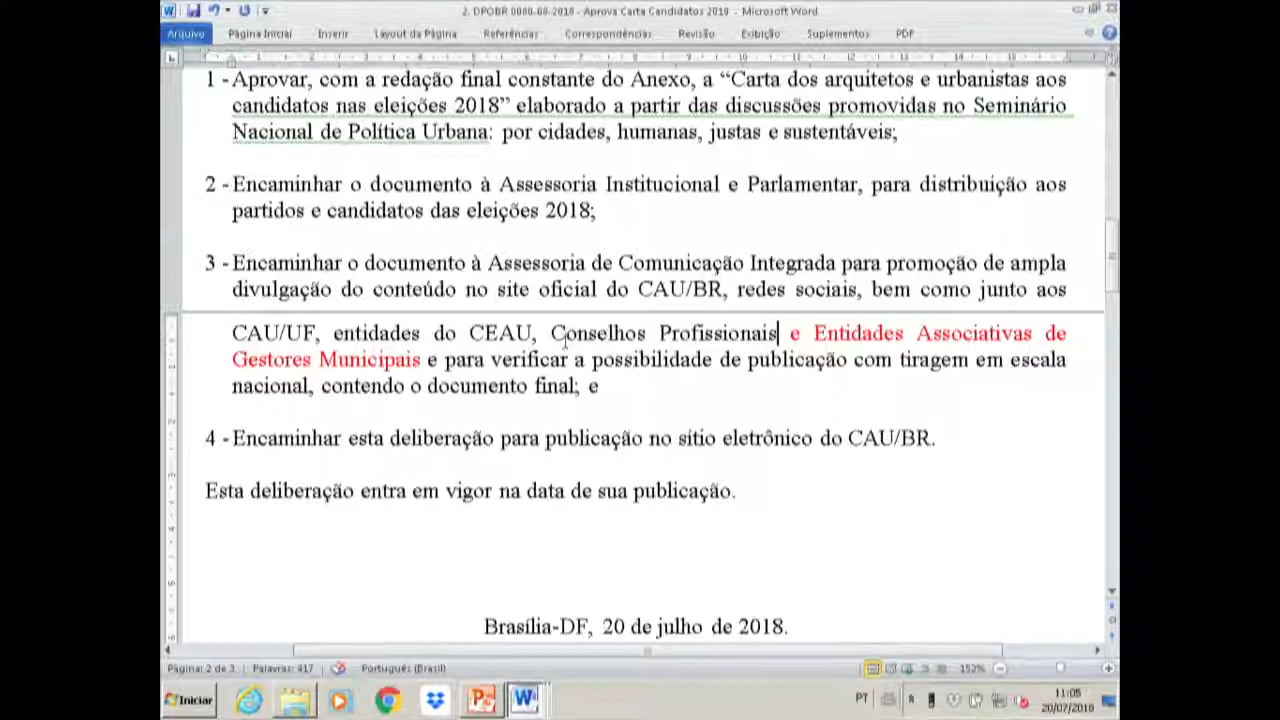 2. DPOBR 0080-08-2018 - Aprova Carta Candidatos 2018 - Microsoft Word
Arquivo Página Inicial Inserir Layout da Página Referências Correspondências Revisão Exibição Suplementos PDF
1 - Aprovar, com a redação final constante do Anexo, a “Carta dos arquitetos e urbanistas aos
candidatos nas eleições 2018” elaborado a partir das discussões promovidas no Seminário
Nacional de Política Urbana: por cidades, humanas, justas e sustentáveis;
2 - Encaminhar o documento à Assessoria Institucional e Parlamentar, para distribuição aos
partidos e candidatos das eleições 2018;
3 - Encaminhar o documento à Assessoria de Comunicação Integrada para promoção de ampla
divulgação do conteúdo no site oficial do CAU/BR, redes sociais, bem como junto aos
CAU/UF, entidades do CEAU, Conselhos Profissionais e Entidades Associativas de
Gestores Municipais e para verificar a possibilidade de publicação com tiragem em escala
nacional, contendo o documento final; e
4 - Encaminhar esta deliberação para publicação no sítio eletrônico do CAU/BR.
Esta deliberação entra em vigor na data de sua publicação.
Brasília-DF, 20 de julho de 2018.
Página: 2 de 3 Palavras: 417 Português (Brasil) 152%
Iniciar PT 11:05
20/07/2018